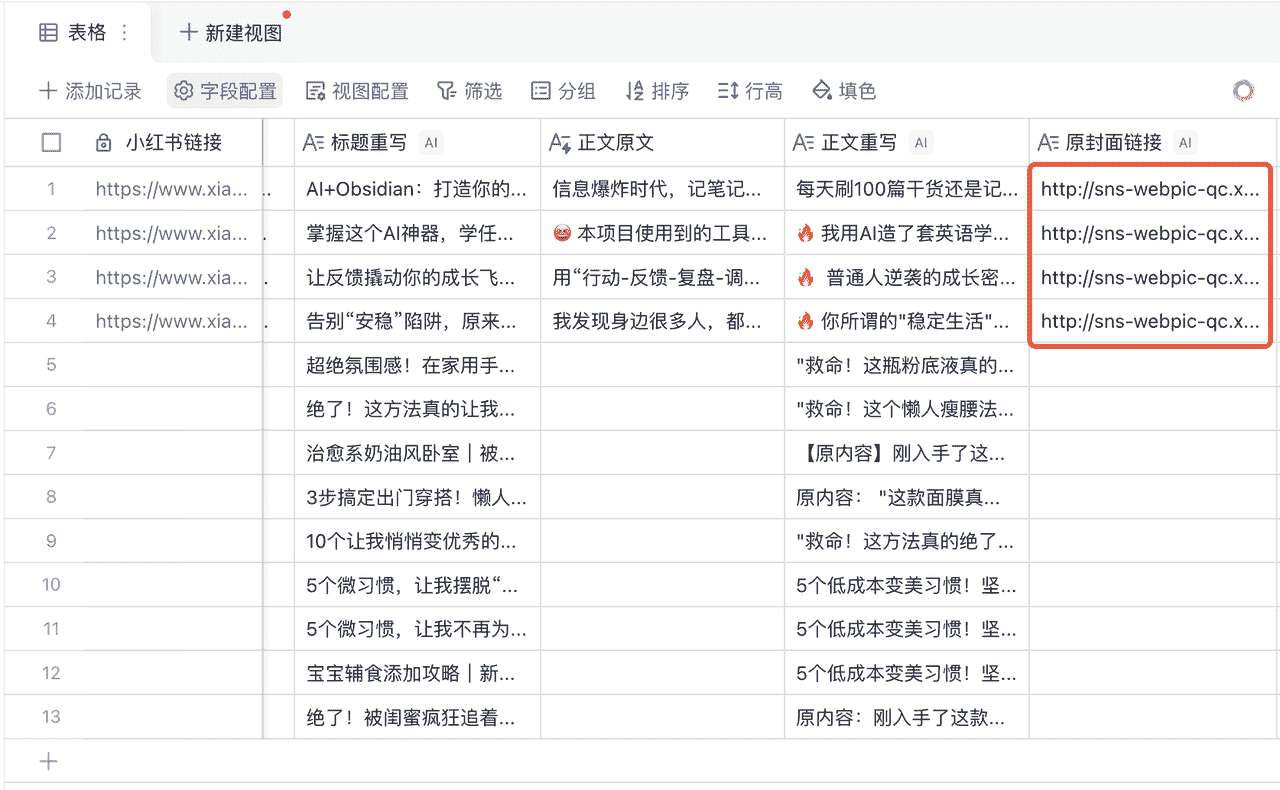 表格 新建视图
添加记录 字段配置 视图配置 筛选 分组 排序 行高 填色
小红书链接 标题重写 AI 正文原文 正文重写 AI 原封面链接 AI
1 https://www.xia... .. AI+Obsidian：打造你的... 信息爆炸时代，记笔记... 每天刷100篇干货还是记... http://sns-webpic-qc.x...
2 https://www.xia... . 掌握这个AI神器，学任... 🤓 本项目使用到的工具... 🔥 我用AI造了套英语学... http://sns-webpic-qc.x...
3 https://www.xia... . 让反馈撬动你的成长飞... 用“行动-反馈-复盘-调... 🔥 普通人逆袭的成长密... http://sns-webpic-qc.x...
4 https://www.xia... . 告别“安稳”陷阱，原来... 我发现身边很多人，都... 🔥 你所谓的"稳定生活"... http://sns-webpic-qc.x...
5 超绝氛围感！在家用手... "救命！这瓶粉底液真的...
6 绝了！这方法真的让我... "救命！这个懒人瘦腰法...
7 治愈系奶油风卧室｜被... 【原内容】刚入手了这...
8 3步搞定出门穿搭！懒人... 原内容： "这款面膜真...
9 10个让我悄悄变优秀的... "救命！这方法真的绝了...
10 5个微习惯，让我摆脱“... 5个低成本变美习惯！坚...
11 5个微习惯，让我不再为... 5个低成本变美习惯！坚...
12 宝宝辅食添加攻略｜新... 5个低成本变美习惯！坚...
13 绝了！被闺蜜疯狂追着... 原内容：刚入手了这款...